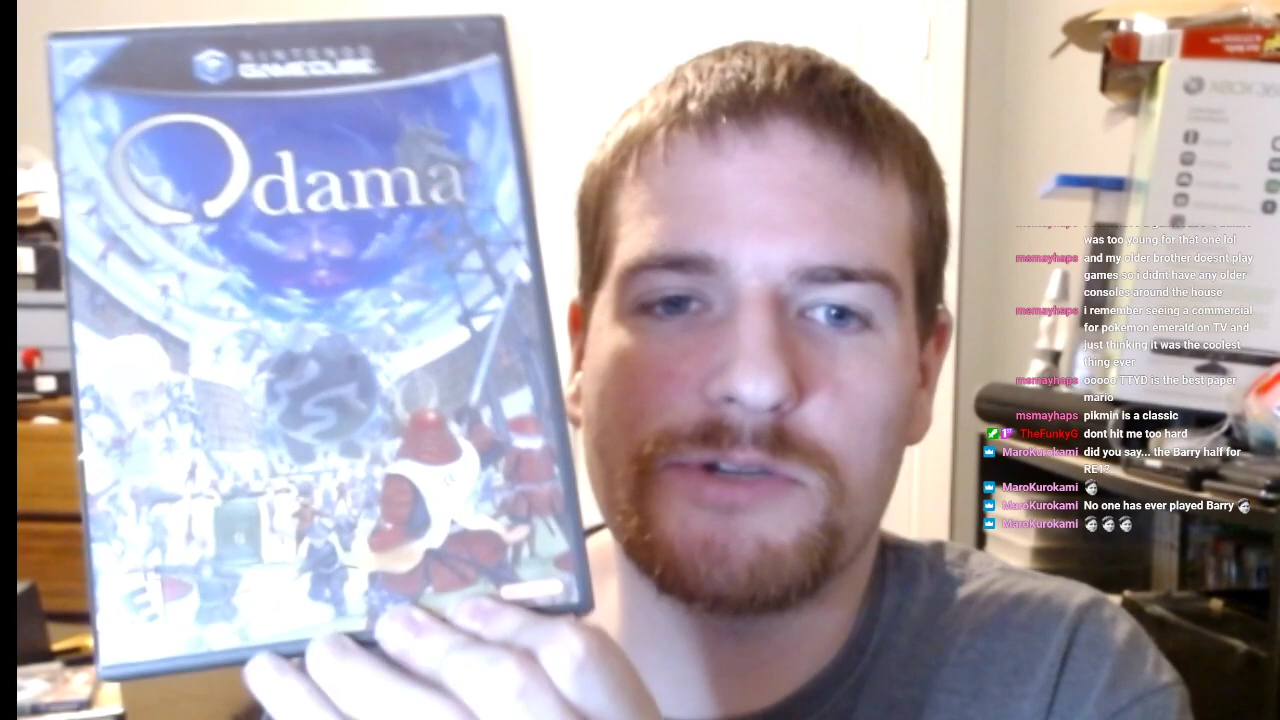 NINTENDO
GAMECUBE
Odama
XBOX 36
was too young for that one lol
msmayhaps and my older brother doesnt play
games so i didnt have any older
consoles around the house
msmayhaps i remember seeing a commercial
for pokemon emerald on TV and
just thinking it was the coolest
thing ever
msmayhaps ooooo TTYD is the best paper
mario
msmayhaps pikmin is a classic
TheFunkyG dont hit me too hard
MaroKurokami did you say... the Barry half for
RE1?
MaroKurokami
MaroKurokami No one has ever played Barry
MaroKurokami